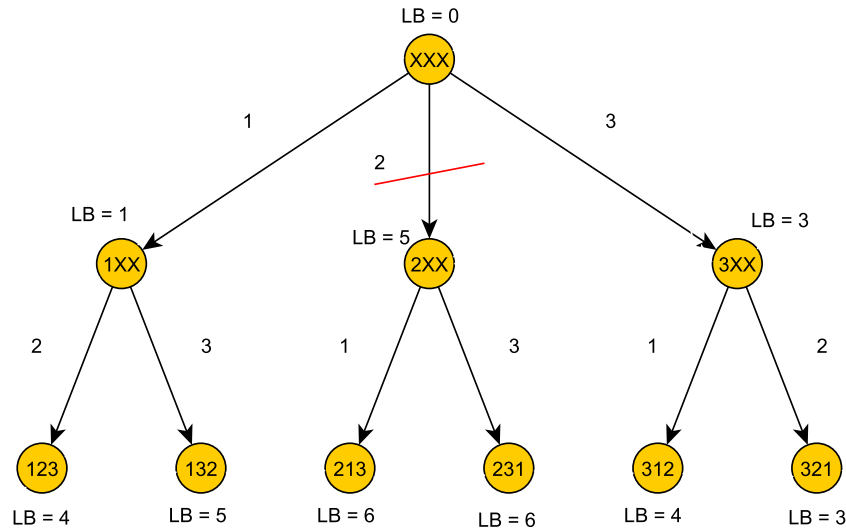 LB = 0
XXX
1
2
3
LB = 1
LB = 5
LB = 3
1XX
2XX
3XX
2
3
1
3
1
2
123
132
213
231
312
321
LB = 4
LB = 5
LB = 6
LB = 6
LB = 4
LB = 3